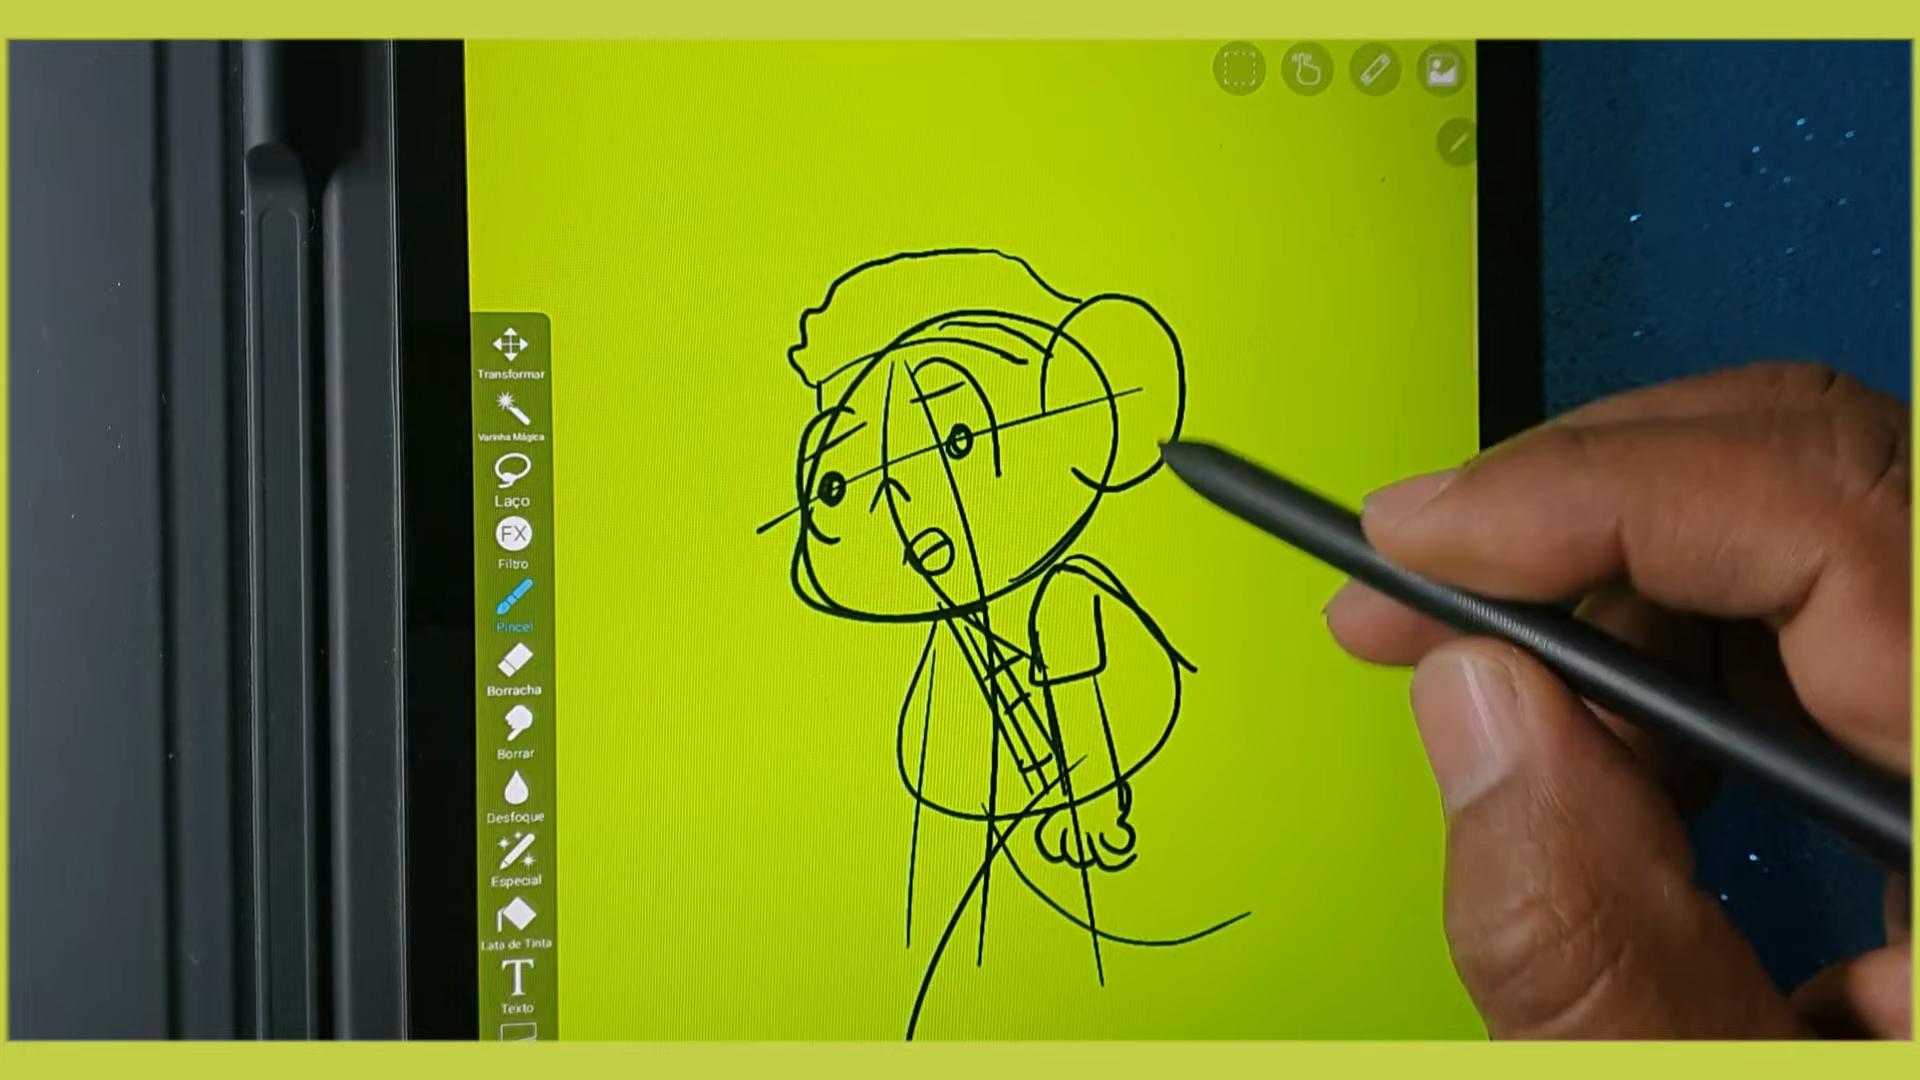 Transformar
Varinha Mágica
Laço
FX
Filtro
Pincel
Borracha
Borrar
Desfoque
Especial
Lata de Tinta
T
Texto